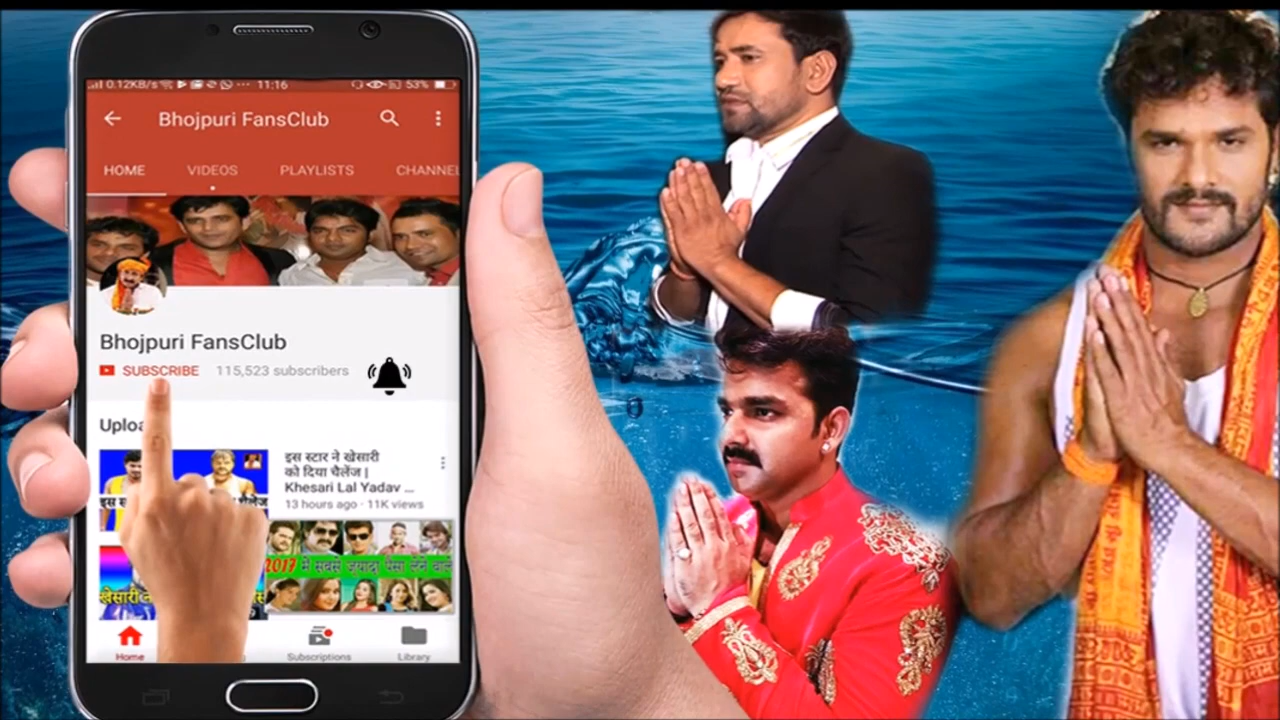 0.12KB/s ··· 11:16 53%
Bhojpuri FansClub
HOME VIDEOS PLAYLISTS CHANNEL
Bhojpuri FansClub
SUBSCRIBE 115,523 subscribers
Uploa
इस स्टार ने खेसारी
को दिया चैलेंज |
Khesari Lal Yadav ...
13 hours ago · 11K views
इस
चैलेंज
2017 में सबसे ज़्यादा पैसा लेने वाले
खेसारी ने
Home
Subscriptions
Library